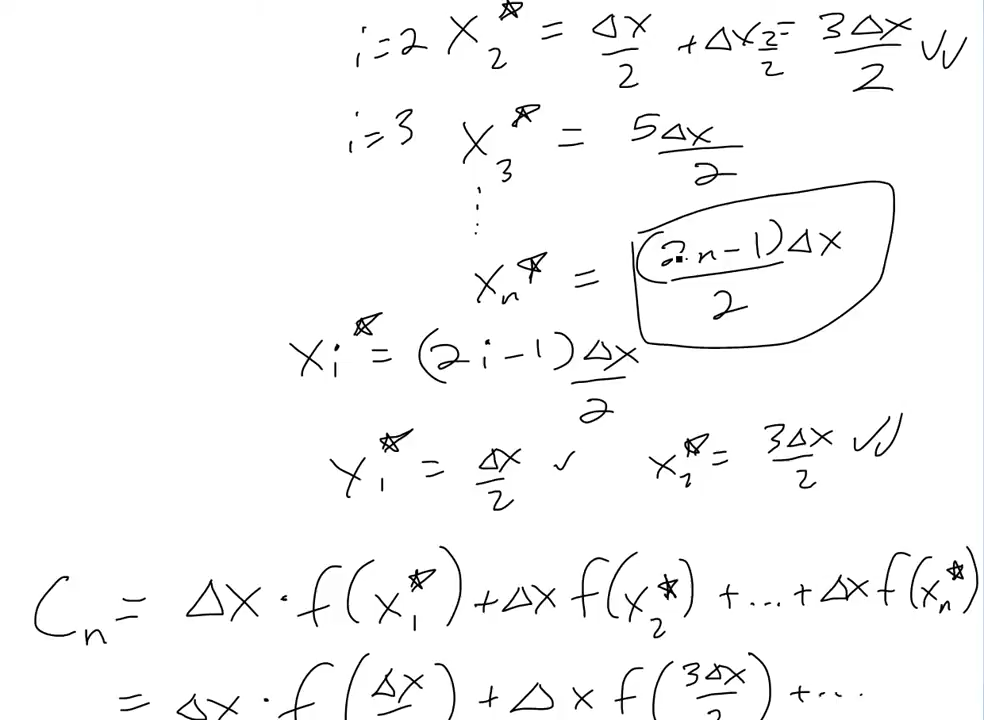 i=2 X₂* = Δx/2 + Δx 2/2 = 3Δx/2 ✓✓
i=3 X₃* = 5Δx/2
⋮
Xₙ* = (2n-1)Δx/2
Xi* = (2i-1) Δx/2
X₁* = Δx/2 ✓ X₂* = 3Δx/2 ✓✓
Cₙ = Δx · f(x₁*) + Δx f(x₂*) + ... + Δx f(xₙ*)
= Δx · f(Δx/2) + Δx f(3Δx/2) + ...